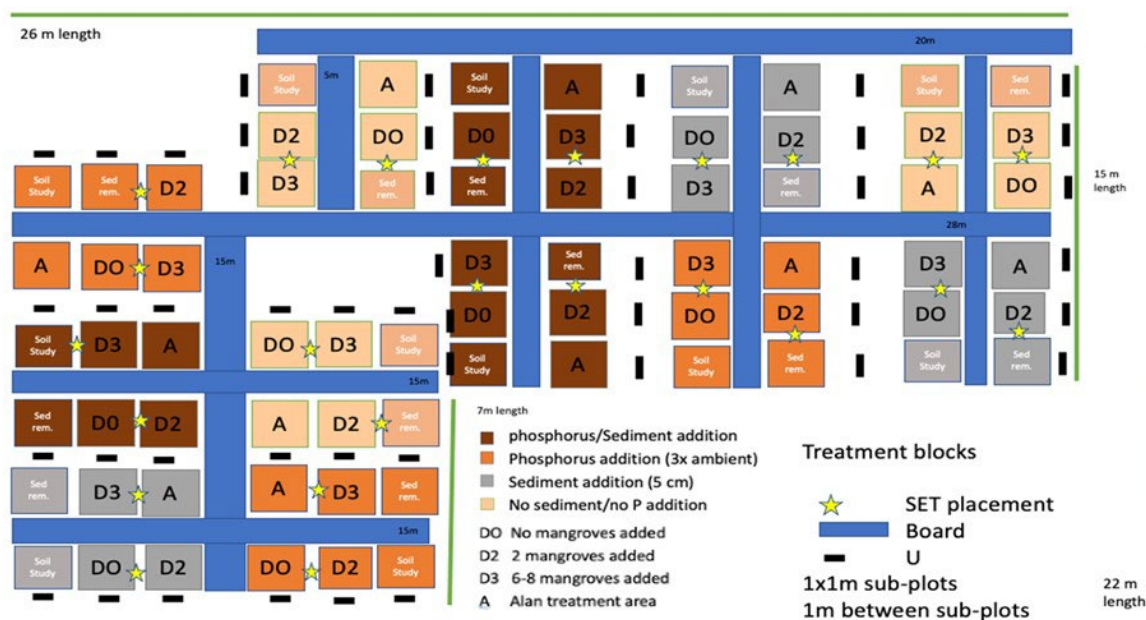 26 m length
20m
5m
Soil Study
A
Soil Study
A
Soil Study
A
Soil Study
Sed rem.
D2
DO
D0
D3
DO
D2
D2
D3
D3
Sed rem.
Sed rem.
D2
D3
Sed rem.
A
DO
15 m length
Soil Study
Sed rem.
D2
28m
15m
A
DO
D3
D3
Sed rem.
D3
A
D3
A
D0
D2
DO
D2
DO
D2
Soil Study
A
Soil Study
Sed rem.
Soil Study
Sed rem.
Soil Study
D3
A
DO
D3
Soil Study
15m
Sed rem.
D0
D2
A
D2
Sed rem.
Sed rem.
D3
A
A
D3
Sed rem.
15m
Soil Study
DO
D2
DO
D2
Soil Study
7m length
phosphorus/Sediment addition
Phosphorus addition (3x ambient)
Sediment addition (5 cm)
No sediment/no P addition
DO No mangroves added
D2 2 mangroves added
D3 6-8 mangroves added
A Alan treatment area
Treatment blocks
SET placement
Board
U
1x1m sub-plots
1m between sub-plots
22 m length